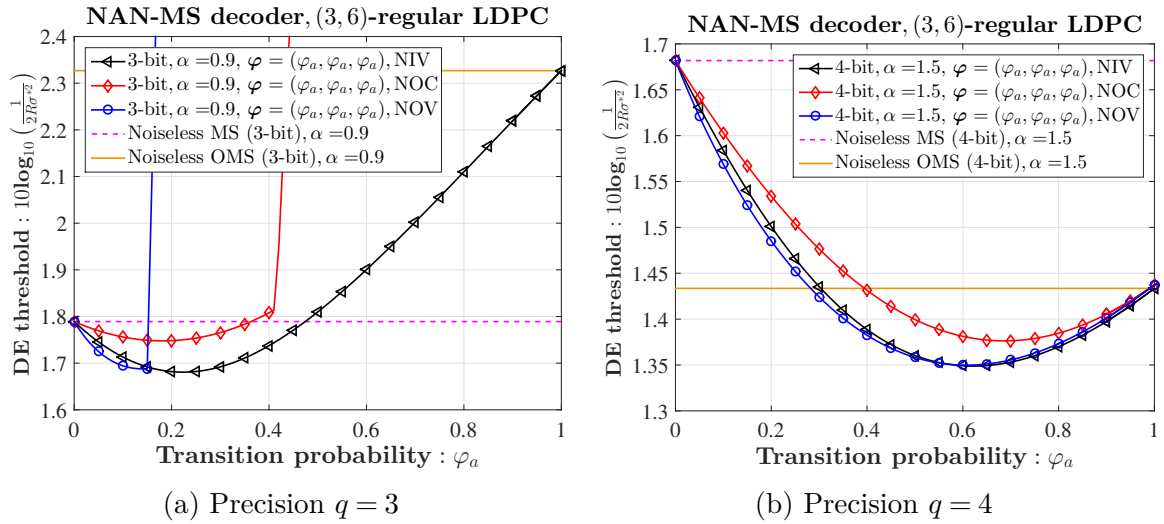 NAN-MS decoder, (3, 6)-regular LDPC
2.4
2.3
2.2
2.1
2
1.9
1.8
1.7
1.6
DE threshold : 10log₁₀ (1/(2Rσ*²))
3-bit, α =0.9, φ = (φₐ, φₐ, φₐ), NIV
3-bit, α =0.9, φ = (φₐ, φₐ, φₐ), NOC
3-bit, α =0.9, φ = (φₐ, φₐ, φₐ), NOV
Noiseless MS (3-bit), α =0.9
Noiseless OMS (3-bit), α =0.9
0 0.2 0.4 0.6 0.8 1
Transition probability : φₐ
(a) Precision q = 3
NAN-MS decoder, (3, 6)-regular LDPC
1.7
1.65
1.6
1.55
1.5
1.45
1.4
1.35
1.3
DE threshold : 10log₁₀ (1/(2Rσ*²))
4-bit, α =1.5, φ = (φₐ, φₐ, φₐ), NIV
4-bit, α =1.5, φ = (φₐ, φₐ, φₐ), NOC
4-bit, α =1.5, φ = (φₐ, φₐ, φₐ), NOV
Noiseless MS (4-bit), α =1.5
Noiseless OMS (4-bit), α =1.5
0 0.2 0.4 0.6 0.8 1
Transition probability : φₐ
(b) Precision q = 4